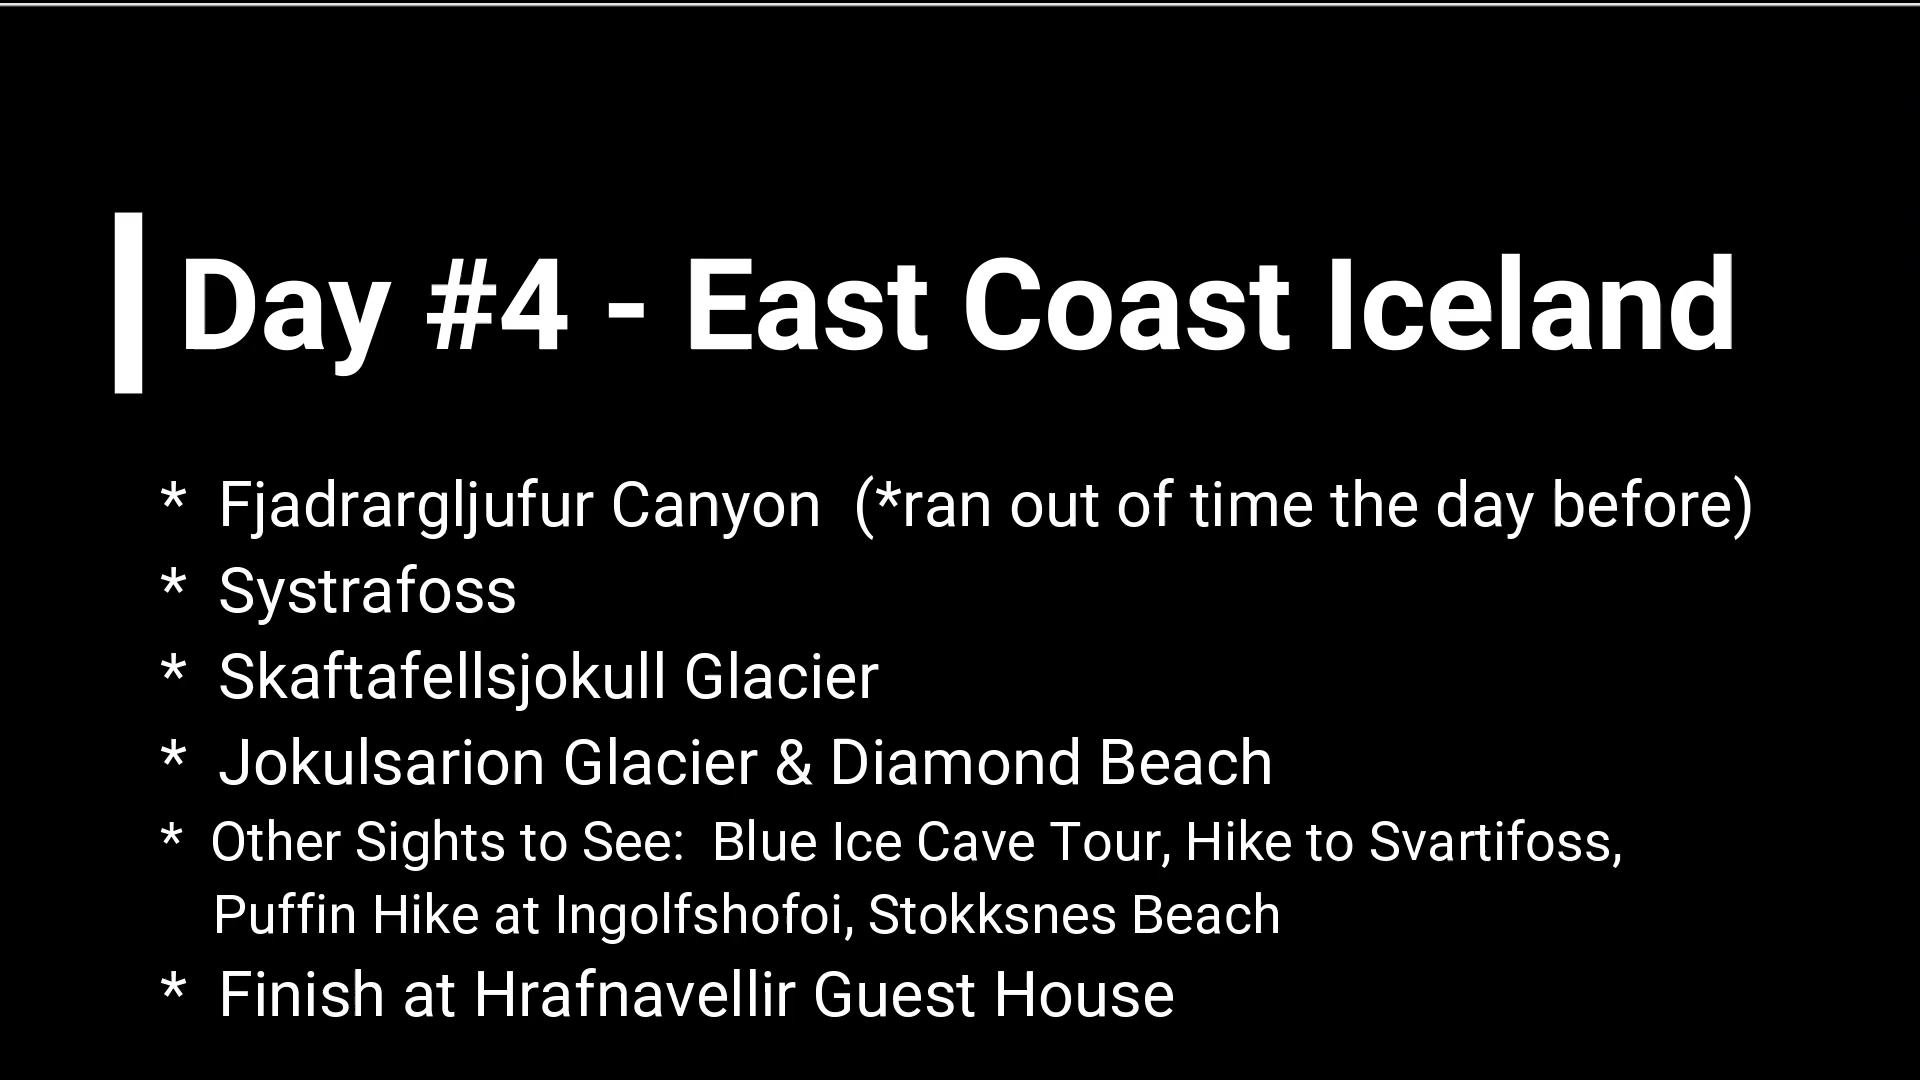 Day #4 - East Coast Iceland
* Fjadrargljufur Canyon (*ran out of time the day before)
* Systrafoss
* Skaftafellsjokull Glacier
* Jokulsarion Glacier & Diamond Beach
* Other Sights to See: Blue Ice Cave Tour, Hike to Svartifoss,
Puffin Hike at Ingolfshofoi, Stokksnes Beach
* Finish at Hrafnavellir Guest House